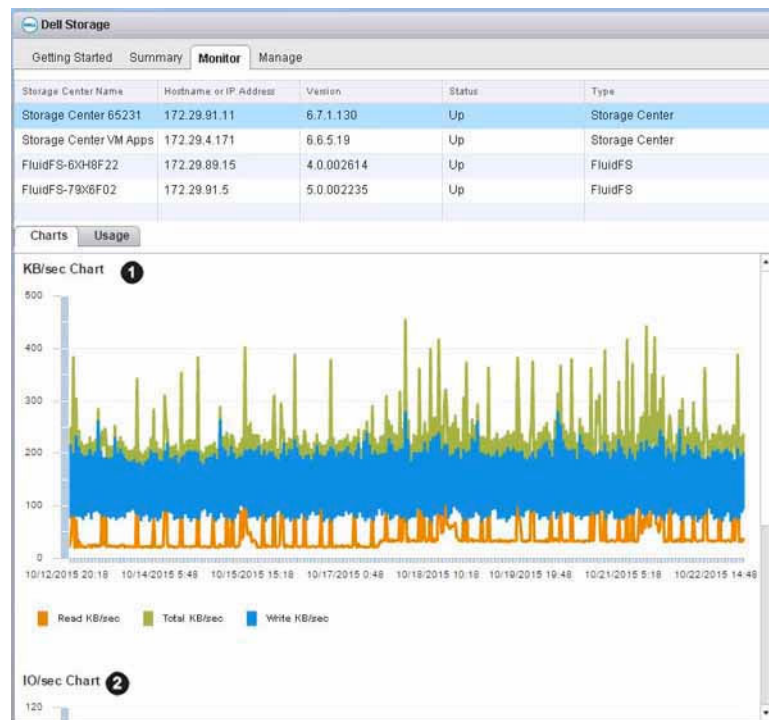 DELL Dell Storage
Getting Started Summary Monitor Manage
Storage Center Name Hostname or IP Address Version Status Type
Storage Center 65231 172.29.91.11 6.7.1.130 Up Storage Center
Storage Center VM Apps 172.29.4.171 6.6.5.19 Up Storage Center
FluidFS-6XH8F22 172.29.89.15 4.0.002614 Up FluidFS
FluidFS-79X6F02 172.29.91.5 5.0.002235 Up FluidFS
Charts Usage
KB/sec Chart 1
500
400
300
200
100
0
10/12/2015 20:18 10/14/2015 5:48 10/15/2015 15:18 10/17/2015 0:48 10/18/2015 10:18 10/19/2015 19:48 10/21/2015 5:18 10/22/2015 14:48
Read KB/sec Total KB/sec Write KB/sec
IO/sec Chart 2
120